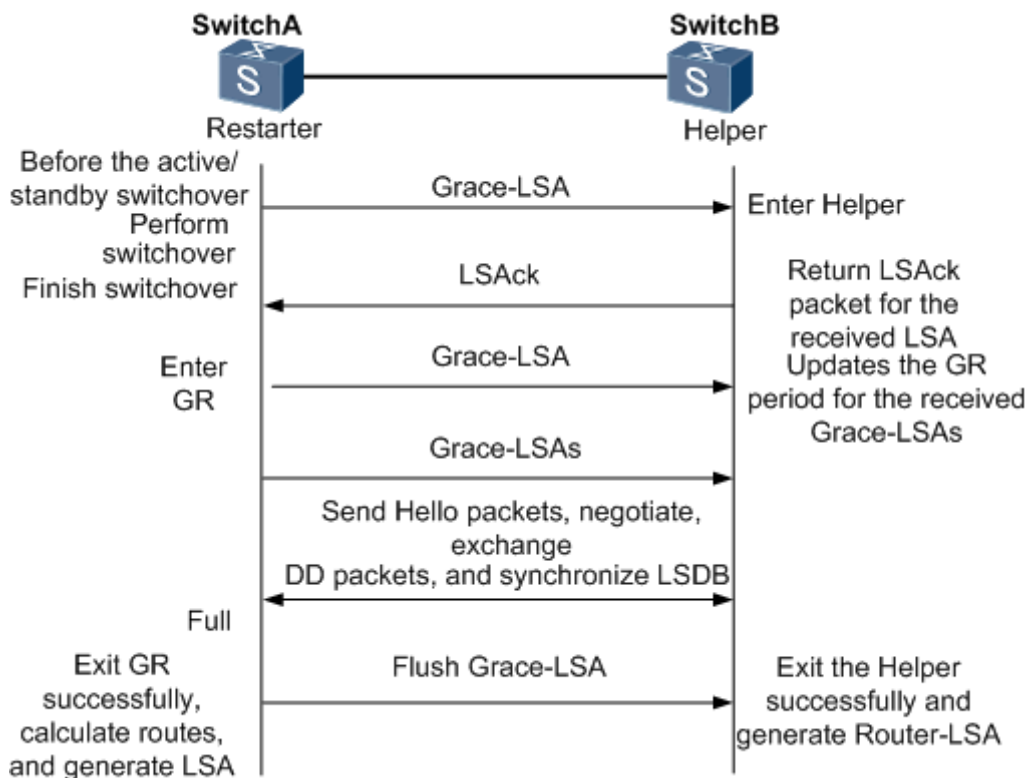 SwitchA
SwitchB
S
S
Restarter
Helper
Before the active/
standby switchover
Grace-LSA
Enter Helper
Perform
switchover
Finish switchover
LSAck
Return LSAck
packet for the
received LSA
Enter
GR
Grace-LSA
Updates the GR
period for the received
Grace-LSAs
Grace-LSAs
Send Hello packets, negotiate,
exchange
DD packets, and synchronize LSDB
Full
Exit GR
successfully,
calculate routes,
and generate LSA
Flush Grace-LSA
Exit the Helper
successfully and
generate Router-LSA